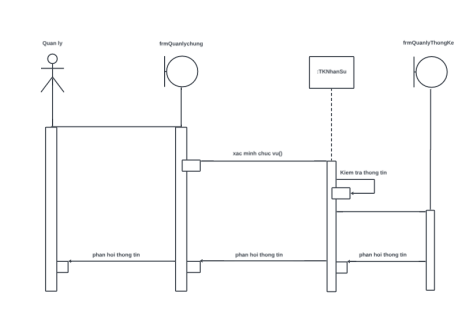 Quan ly
frmQuanlychung
:TKNhanSu
frmQuanlyThongKe
xac minh chuc vu()
Kiem tra thong tin
phan hoi thong tin
phan hoi thong tin
phan hoi thong tin